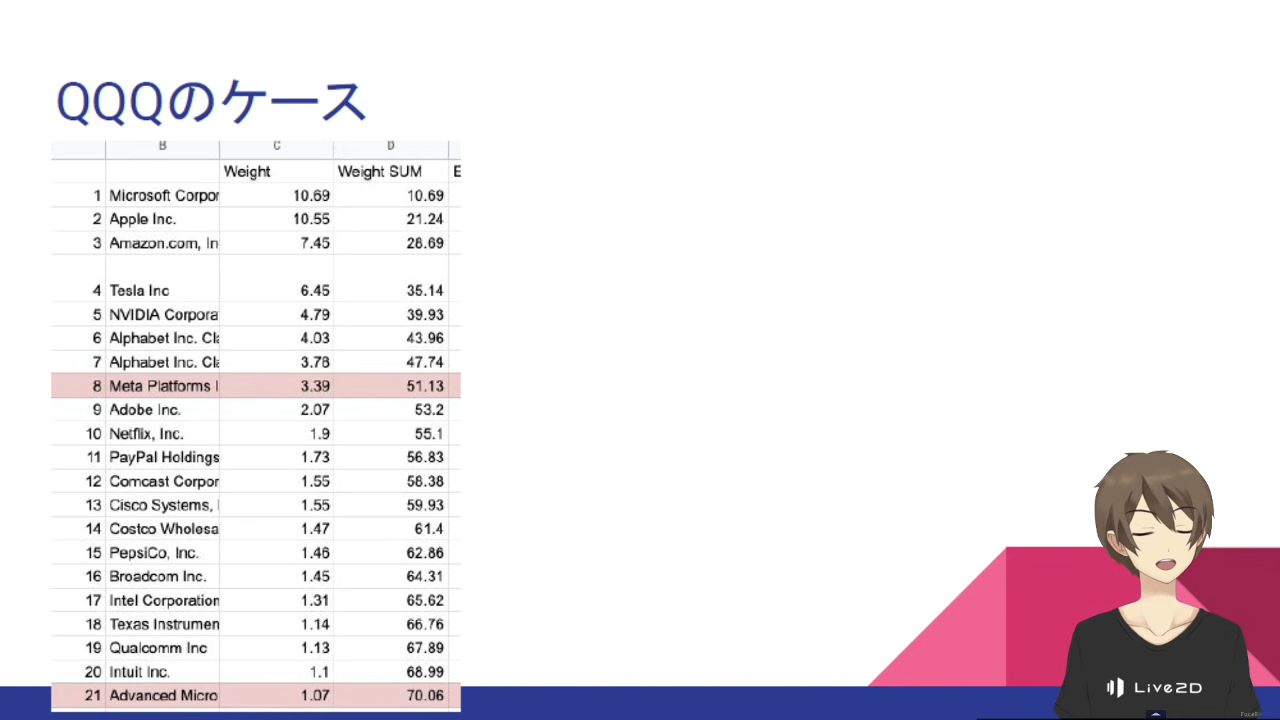 QQQのケース
B C D
Weight Weight SUM E
1 Microsoft Corpor 10.69 10.69
2 Apple Inc. 10.55 21.24
3 Amazon.com, In 7.45 28.69
4 Tesla Inc 6.45 35.14
5 NVIDIA Corpora 4.79 39.93
6 Alphabet Inc. Cla 4.03 43.96
7 Alphabet Inc. Cla 3.78 47.74
8 Meta Platforms I 3.39 51.13
9 Adobe Inc. 2.07 53.2
10 Netflix, Inc. 1.9 55.1
11 PayPal Holdings 1.73 56.83
12 Comcast Corpor 1.55 58.38
13 Cisco Systems, I 1.55 59.93
14 Costco Wholesa 1.47 61.4
15 PepsiCo, Inc. 1.46 62.86
16 Broadcom Inc. 1.45 64.31
17 Intel Corporation 1.31 65.62
18 Texas Instrumen 1.14 66.76
19 Qualcomm Inc 1.13 67.89
20 Intuit Inc. 1.1 68.99
21 Advanced Micro 1.07 70.06
Live2D